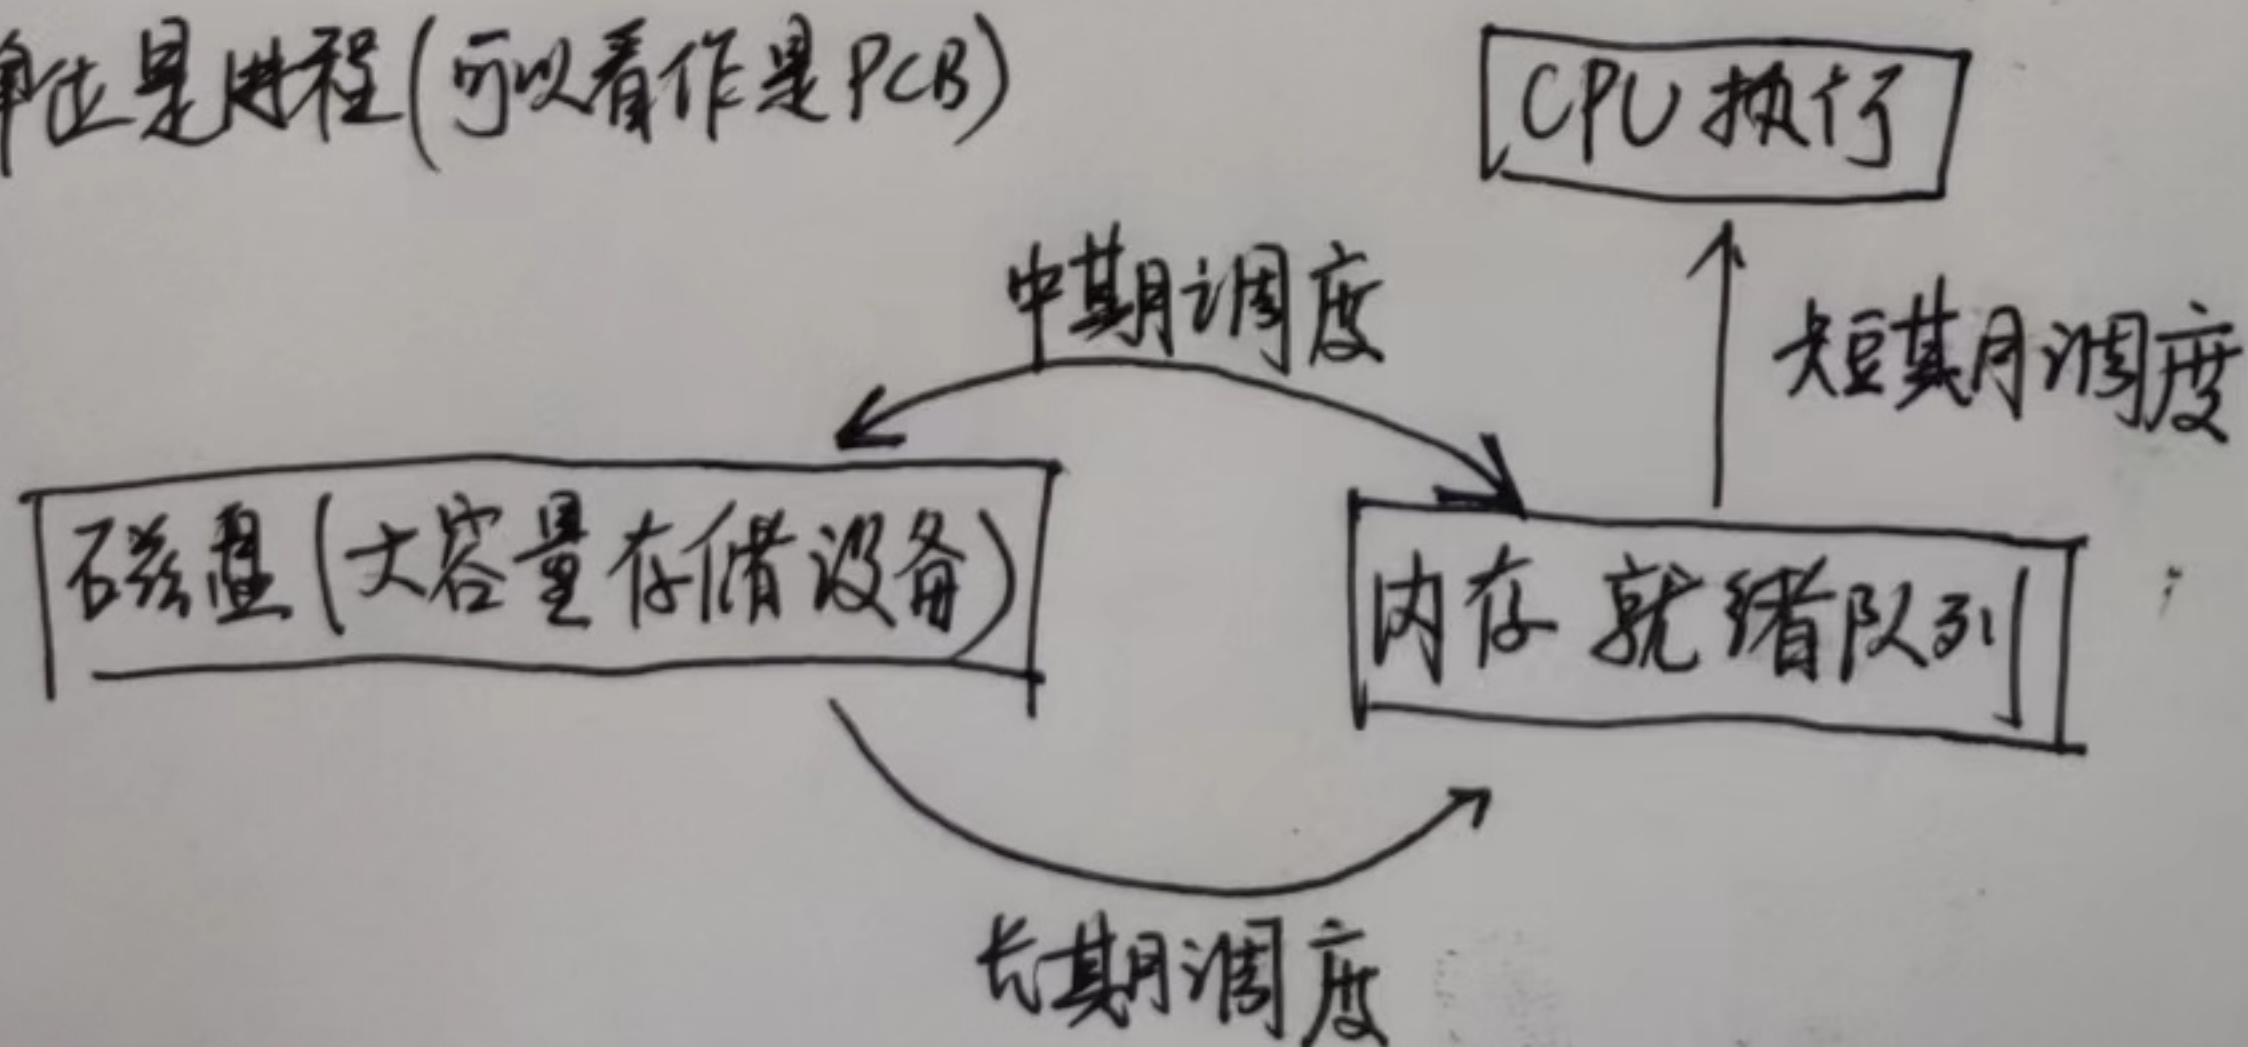 单位是进程(可以看作是PCB)
CPU执行
中期调度
短期调度
磁盘(大容量存储设备)
内存就绪队列
长期调度